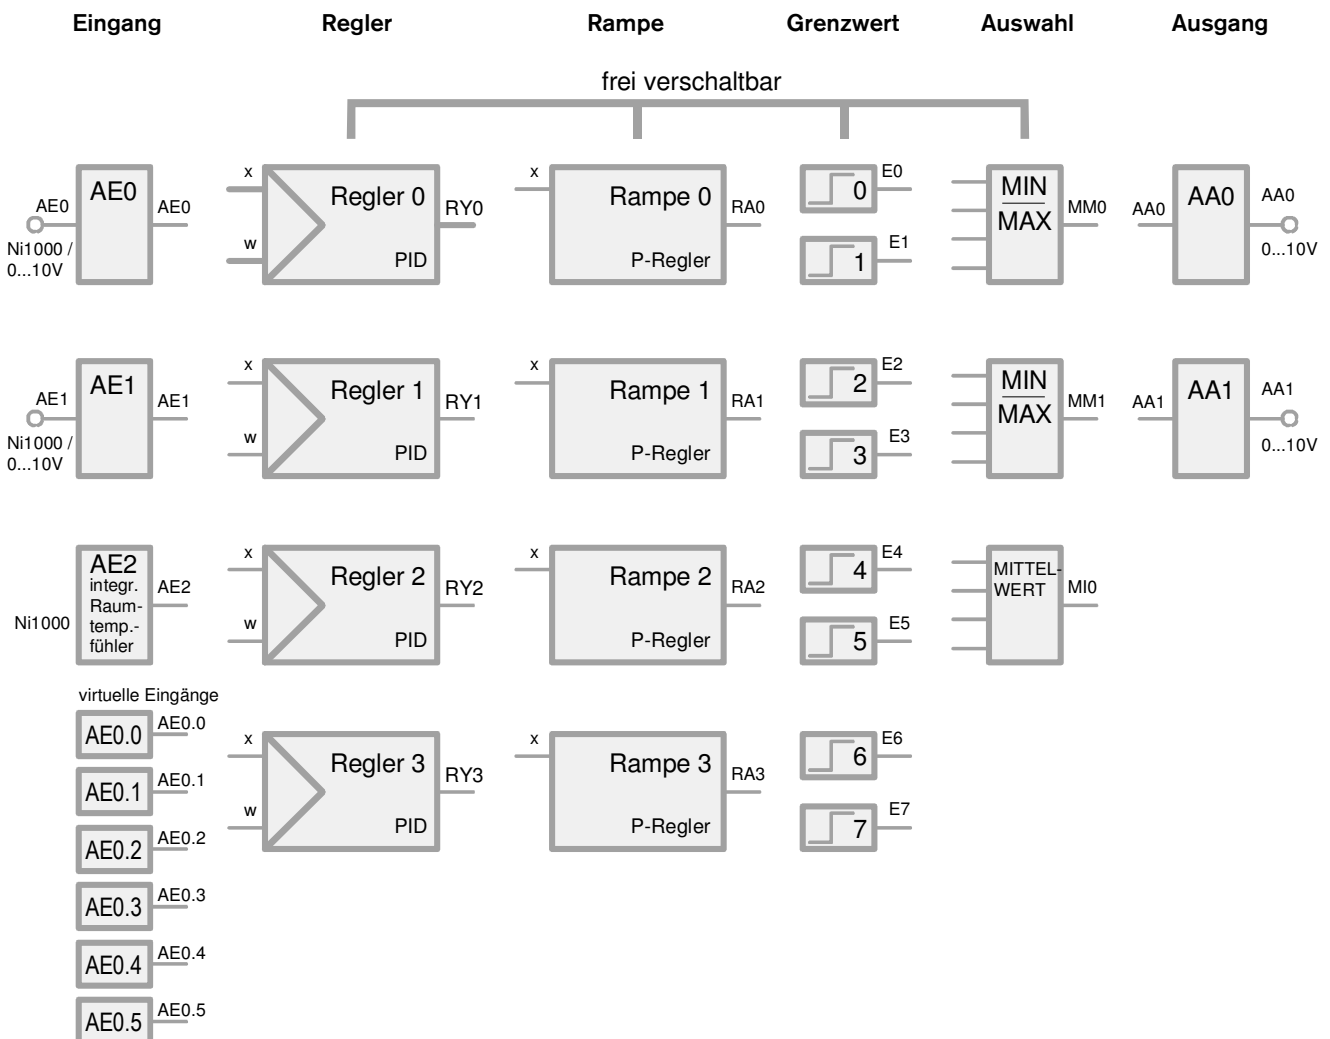 Eingang Regler Rampe Grenzwert Auswahl Ausgang
frei verschaltbar
AE0
Ni1000 /
0...10V
AE0
AE0
x
w
Regler 0
PID
RY0
x
Rampe 0
P-Regler
RA0
0
E0
1
E1
MIN
MAX
MM0
AA0
AA0
AA0
0...10V
AE1
Ni1000 /
0...10V
AE1
AE1
x
w
Regler 1
PID
RY1
x
Rampe 1
P-Regler
RA1
2
E2
3
E3
MIN
MAX
MM1
AA1
AA1
AA1
0...10V
Ni1000
AE2
integr.
Raum-
temp.-
fühler
AE2
x
w
Regler 2
PID
RY2
x
Rampe 2
P-Regler
RA2
4
E4
5
E5
MITTEL-
WERT
MI0
virtuelle Eingänge
AE0.0 AE0.0
AE0.1 AE0.1
AE0.2 AE0.2
AE0.3 AE0.3
AE0.4 AE0.4
AE0.5 AE0.5
x
w
Regler 3
PID
RY3
x
Rampe 3
P-Regler
RA3
6
E6
7
E7